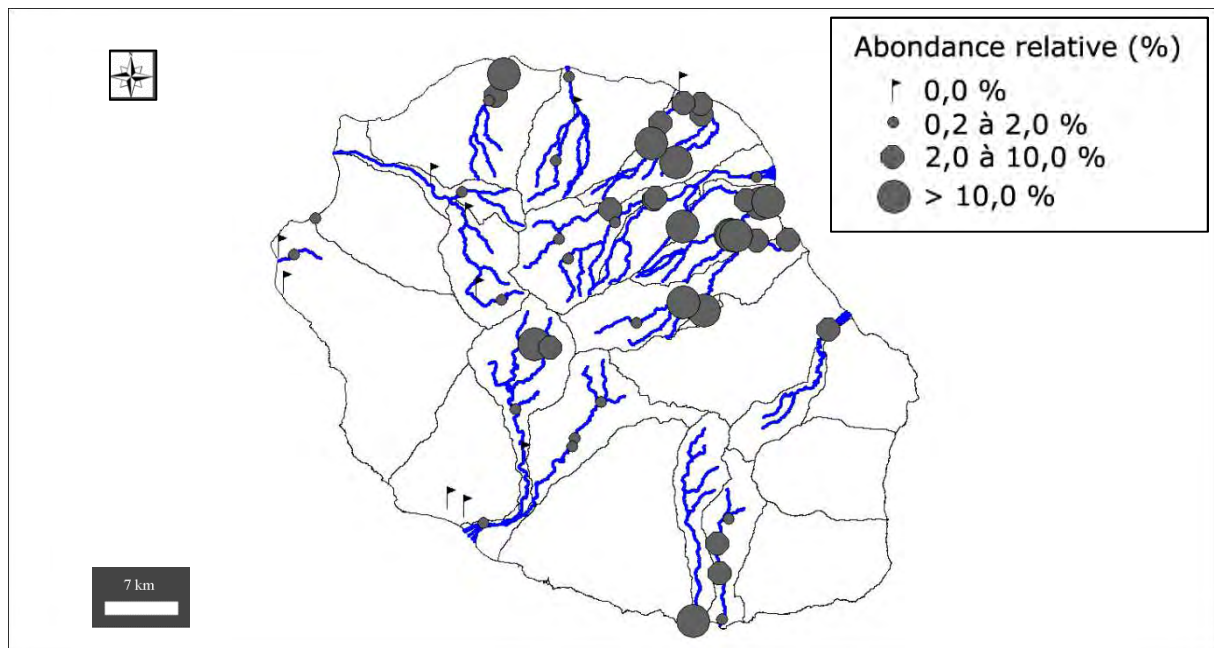 Abondance relative (%)
0,0 %
0,2 à 2,0 %
2,0 à 10,0 %
> 10,0 %
7 km